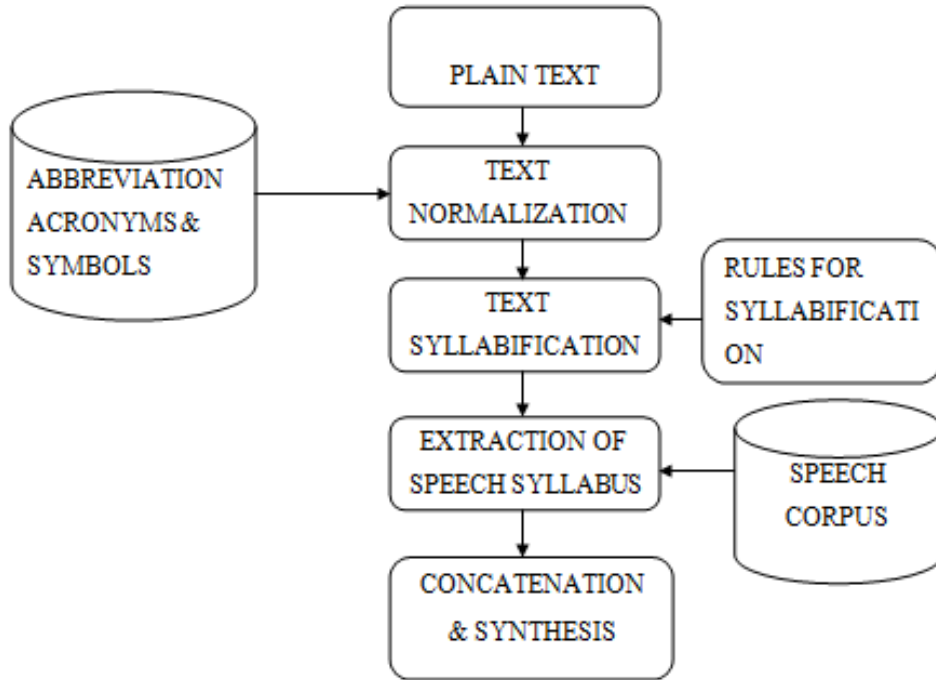 PLAIN TEXT
ABBREVIATION
ACRONYMS &
SYMBOLS
TEXT
NORMALIZATION
TEXT
SYLLABIFICATION
RULES FOR
SYLLABIFICATI
ON
EXTRACTION OF
SPEECH SYLLABUS
SPEECH
CORPUS
CONCATENATION
& SYNTHESIS